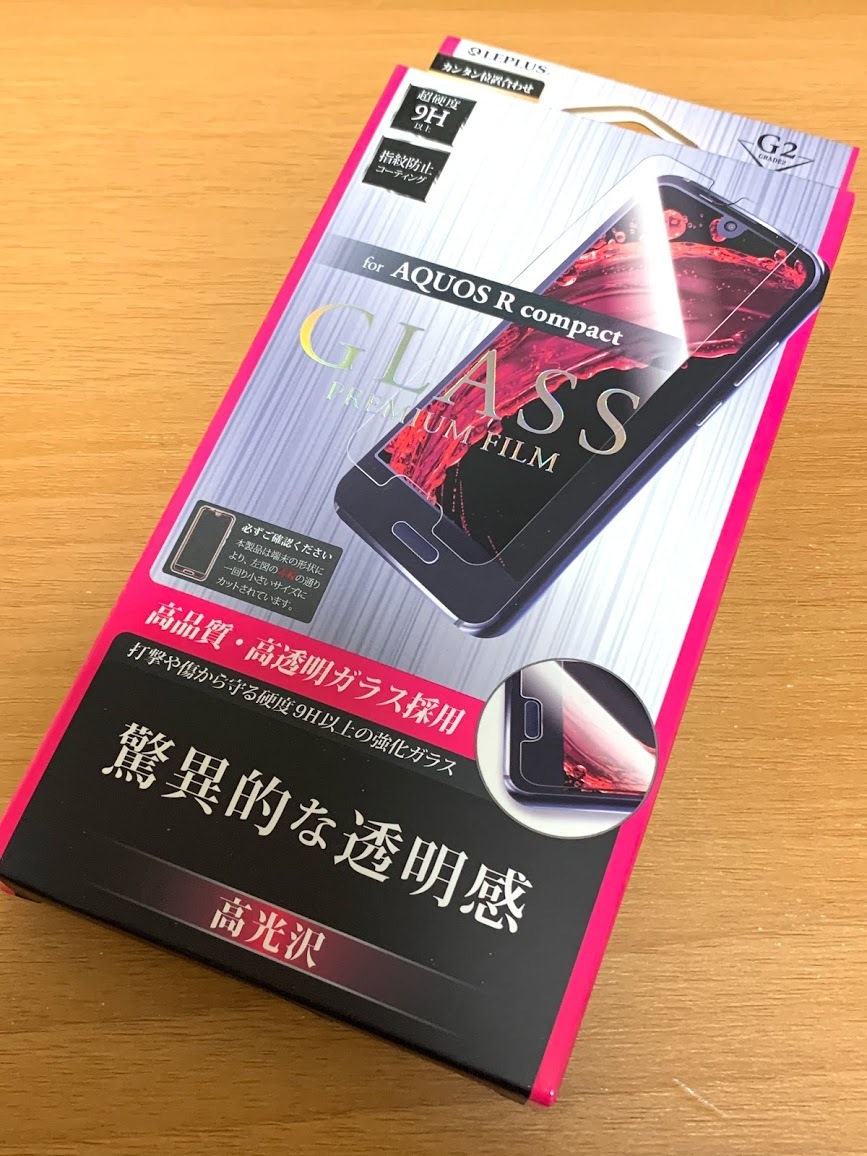 LEPLUS
カンタン位置合わせ
超硬度
9H
以上
指紋防止
コーティング
G2
GRADE2
for AQUOS R compact
GLASS
PREMIUM FILM
必ずご確認ください
本製品は端末の形状に
より、左図の赤線の通り
一回り小さいサイズに
カットされています。
高品質・高透明ガラス採用
打撃や傷から守る硬度9H以上の強化ガラス
驚異的な透明感
高光沢